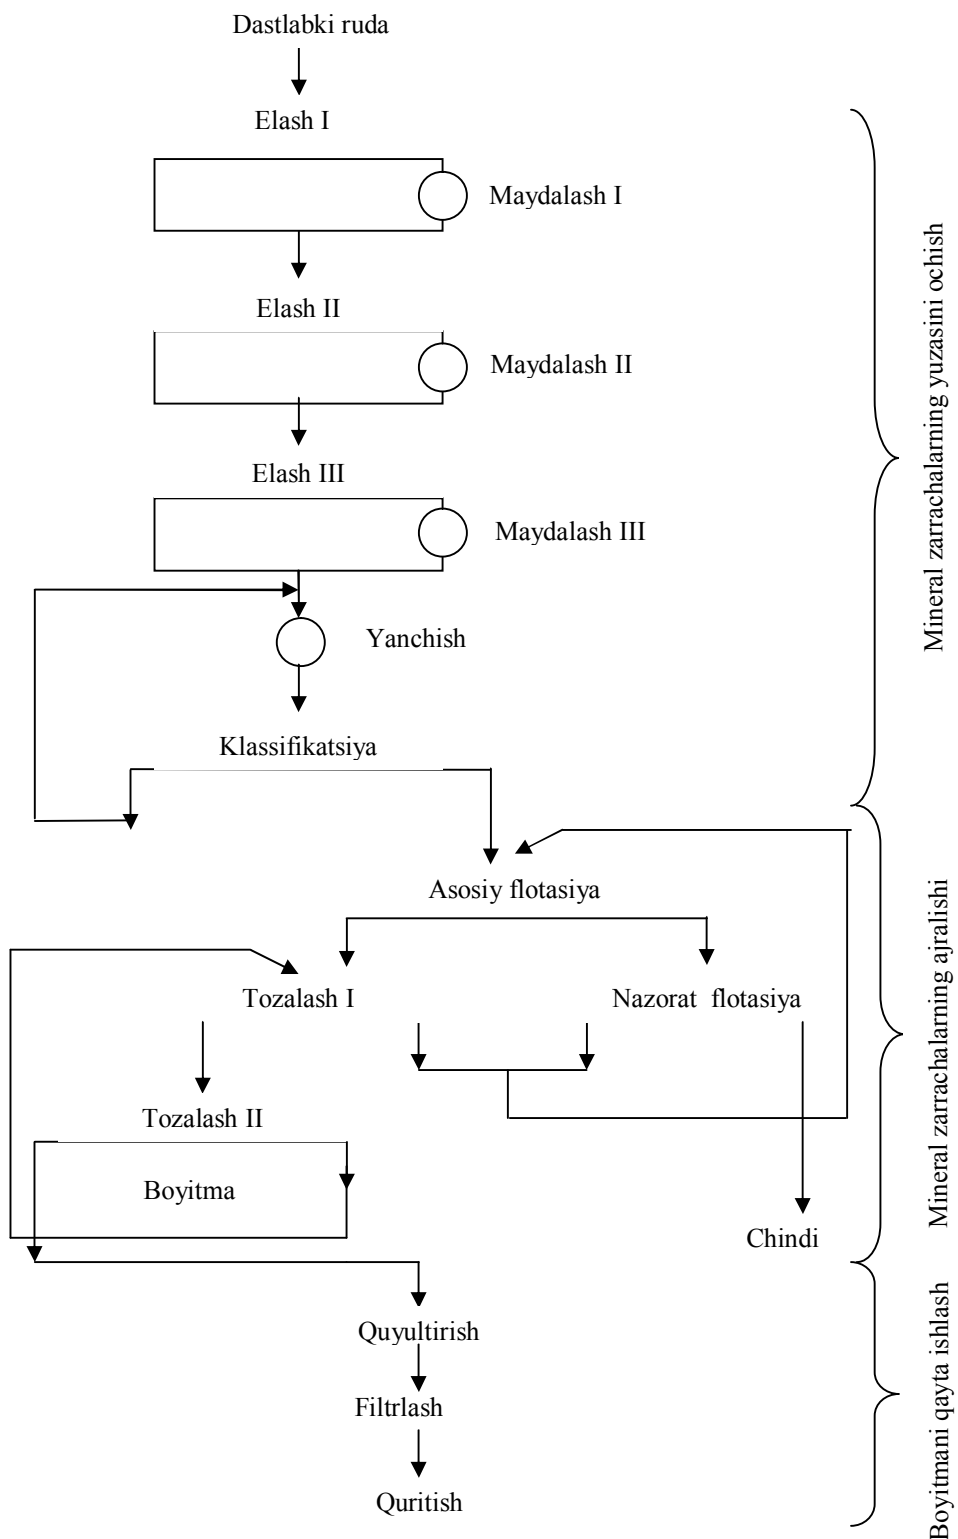 Dastlabki ruda
Elash I
Maydalash I
Elash II
Maydalash II
Elash III
Maydalash III
Yanchish
Klassifikatsiya
Mineral zarrachalarning yuzasini ochish
Asosiy flotasiya
Tozalash I
Nazorat flotasiya
Tozalash II
Boyitma
Chindi
Mineral zarrachalarning ajralishi
Quyultirish
Filtrlash
Quritish
Boyitmani qayta ishlash